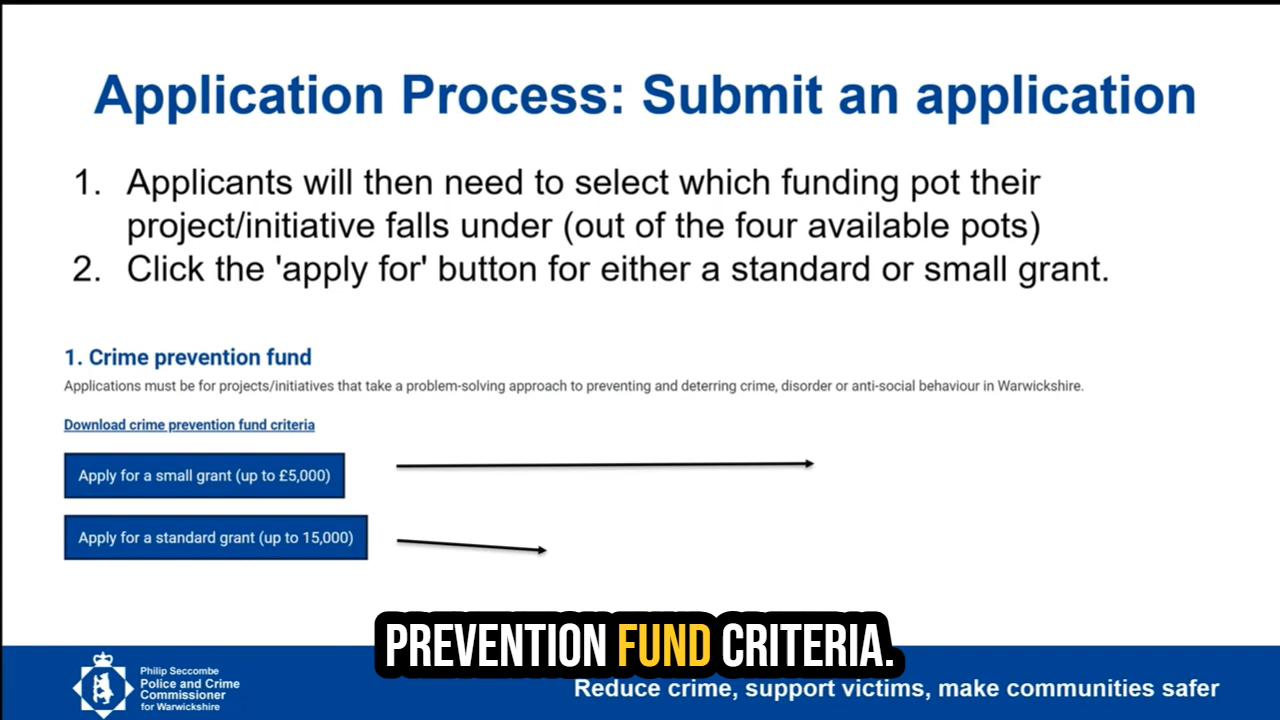 Application Process: Submit an application
1. Applicants will then need to select which funding pot their
project/initiative falls under (out of the four available pots)
2. Click the 'apply for' button for either a standard or small grant.
1. Crime prevention fund
Applications must be for projects/initiatives that take a problem-solving approach to preventing and deterring crime, disorder or anti-social behaviour in Warwickshire.
Download crime prevention fund criteria
Apply for a small grant (up to £5,000)
Apply for a standard grant (up to 15,000)
PREVENTION FUND CRITERIA.
Philip Seccombe
Police and Crime
Commissioner
for Warwickshire
Reduce crime, support victims, make communities safer